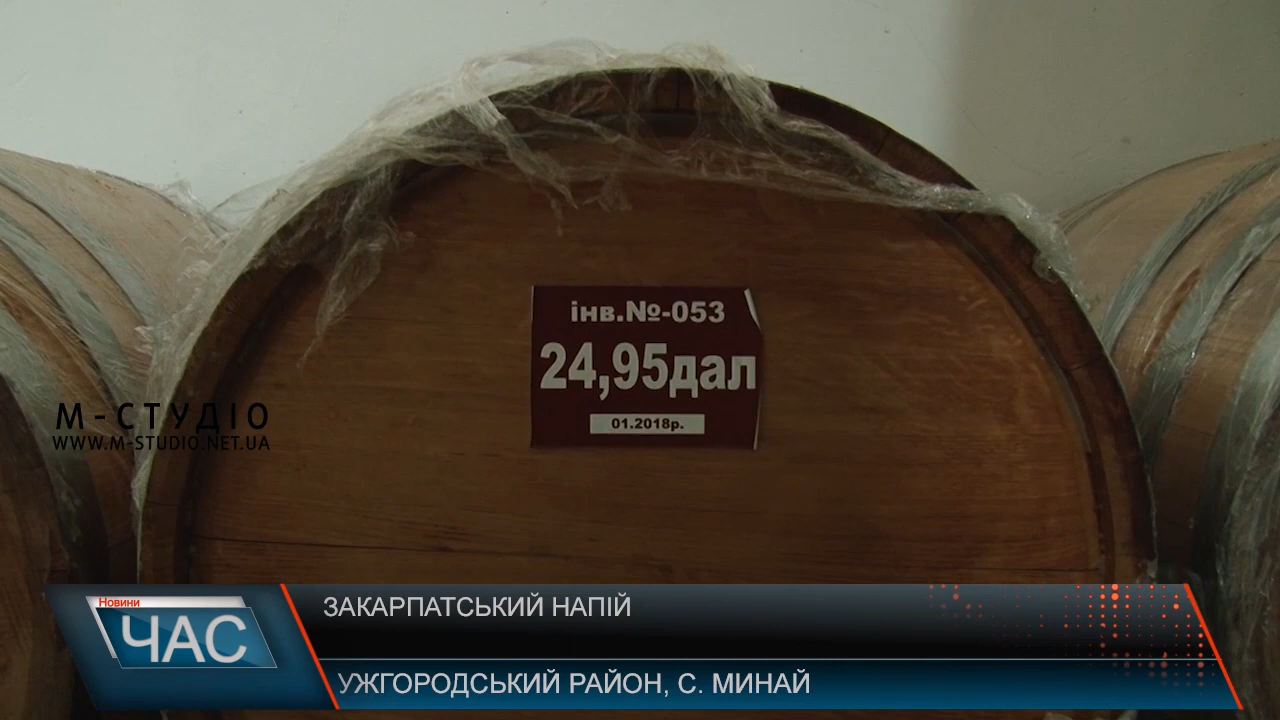 інв.№-053
24,95дал
01.2018р.
М-СТУДІО
WWW.M-STUDIO.NET.UA
Новини
ЧАС
ЗАКАРПАТСЬКИЙ НАПІЙ
УЖГОРОДСЬКИЙ РАЙОН, С. МИНАЙ